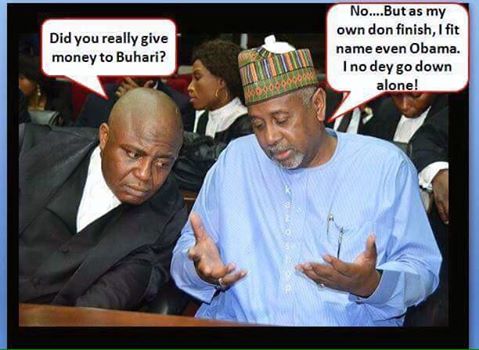 Did you really give
money to Buhari?
No....But as my
own don finish, I fit
name even Obama.
I no dey go down
alone!
kazoshop